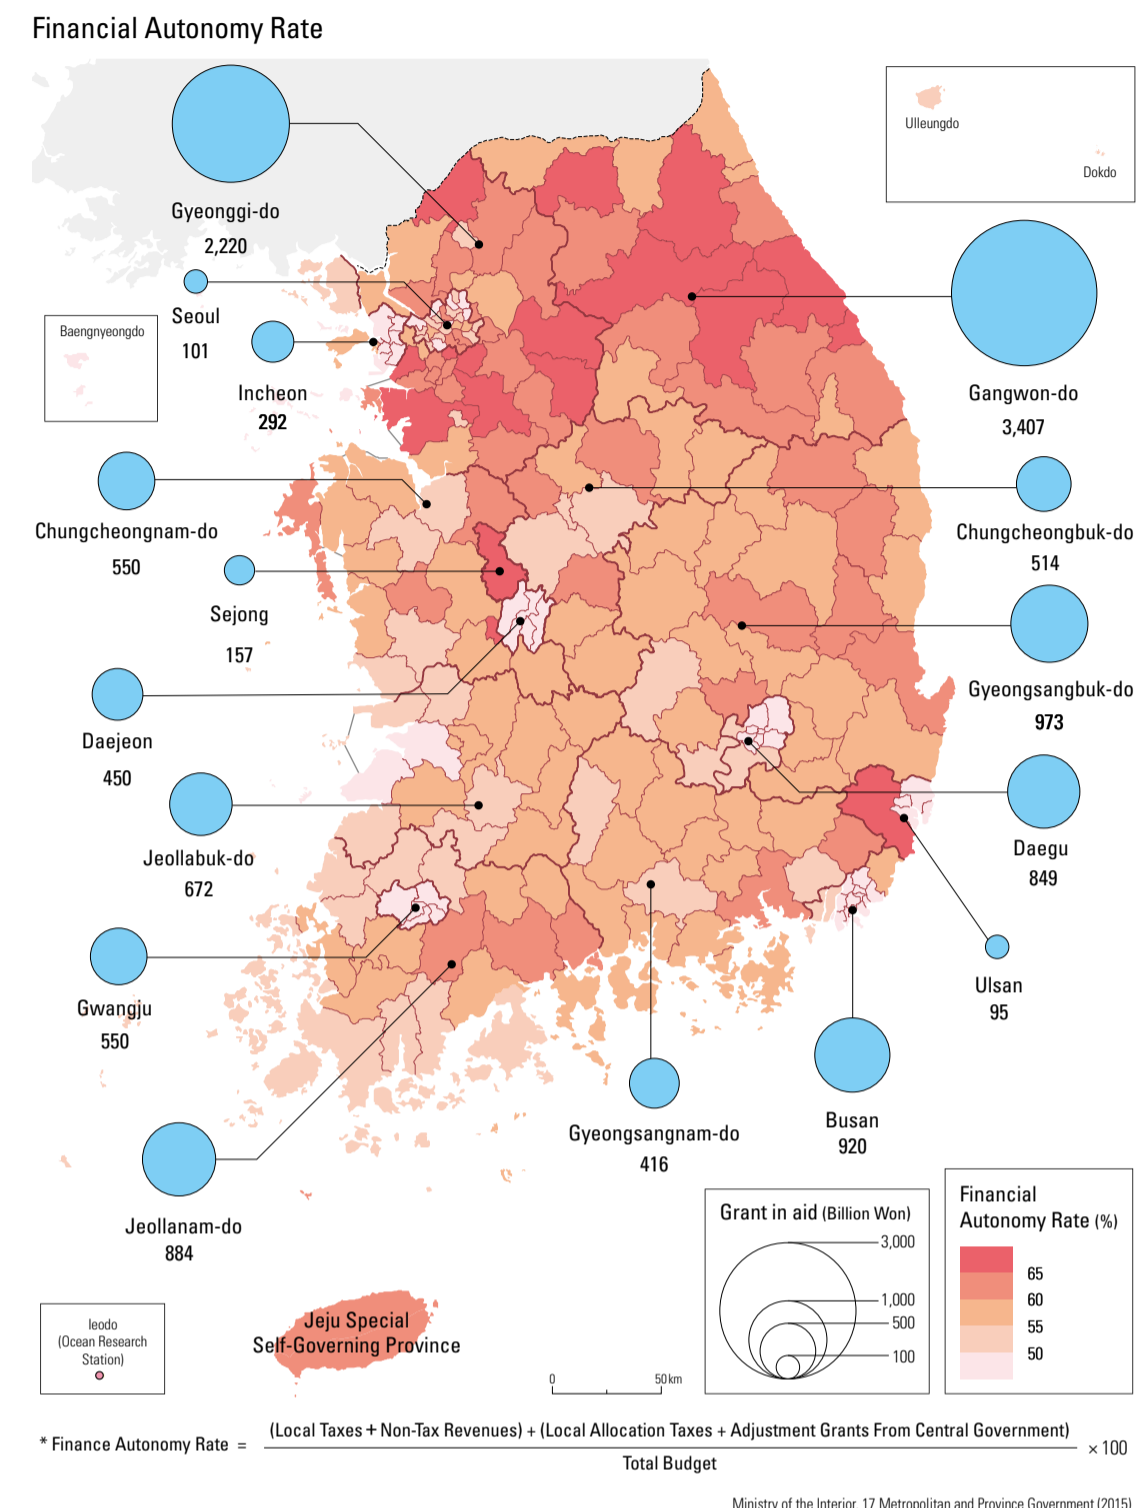 Financial Autonomy Rate
Ulleungdo
Dokdo
Gyeonggi-do
2,220
Seoul
101
Baengnyeongdo
Incheon
292
Gangwon-do
3,407
Chungcheongnam-do
550
Chungcheongbuk-do
514
Sejong
157
Gyeongsangbuk-do
973
Daejeon
450
Daegu
849
Jeollabuk-do
672
Gwangju
550
Ulsan
95
Gyeongsangnam-do
416
Busan
920
Jeollanam-do
884
Grant in aid (Billion Won)
3,000
1,000
500
100
Financial
Autonomy Rate (%)
65
60
55
50
Ieodo
(Ocean Research
Station)
Jeju Special
Self-Governing Province
0 50 km
* Finance Autonomy Rate = (Local Taxes + Non-Tax Revenues) + (Local Allocation Taxes + Adjustment Grants From Central Government)
Total Budget
× 100
Ministry of the Interior, 17 Metropolitan and Province Government (2015)